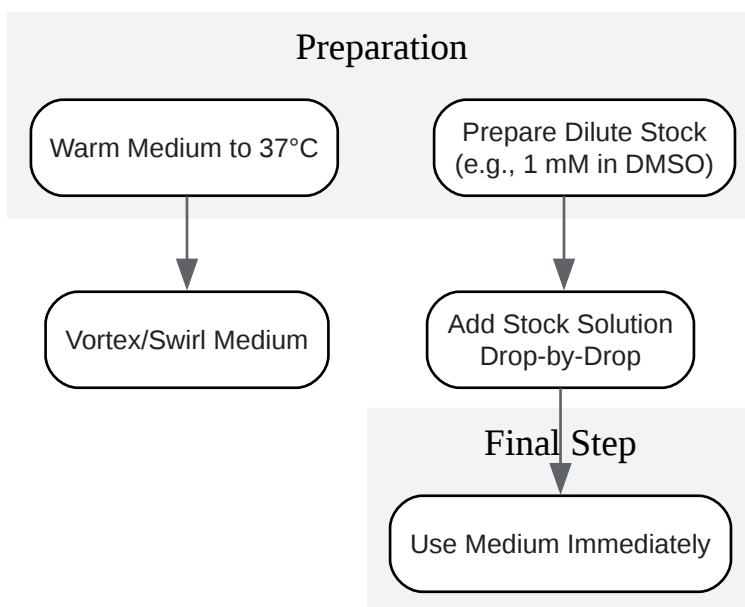 Preparation
Warm Medium to 37°C
Prepare Dilute Stock
(e.g., 1 mM in DMSO)
Vortex/Swirl Medium
Add Stock Solution
Drop-by-Drop
Final Step
Use Medium Immediately